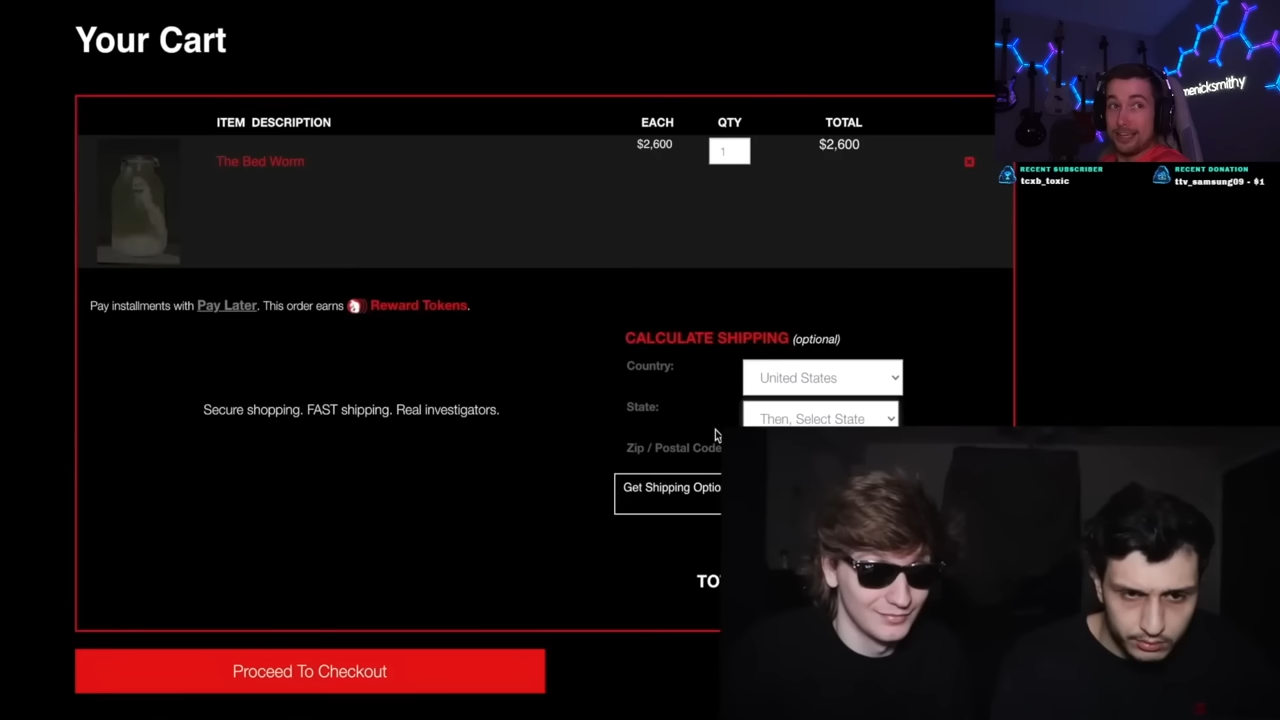 Your Cart
ITEM DESCRIPTION
EACH
QTY
TOTAL
The Bed Worm
$2,600
1
$2,600
Pay installments with Pay Later. This order earns Reward Tokens.
CALCULATE SHIPPING (optional)
Country:
United States
State:
Then, Select State
Secure shopping. FAST shipping. Real investigators.
Zip / Postal Code
Get Shipping Optio
TO
Proceed To Checkout
menicksmithy
RECENT SUBSCRIBER
tcxb_toxic
RECENT DONATION
ttv_samsung09 - $1